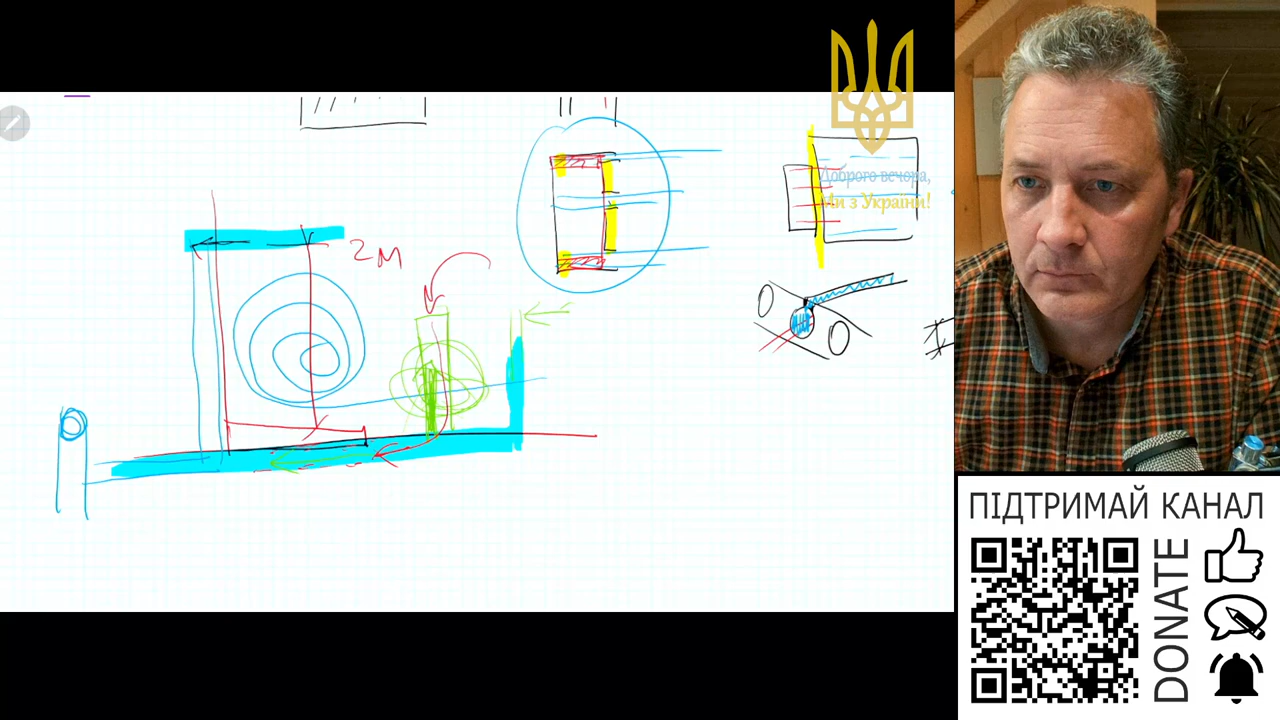 Доброго вечора,
Ми з України!
2м
ПІДТРИМАЙ КАНАЛ
DONATE